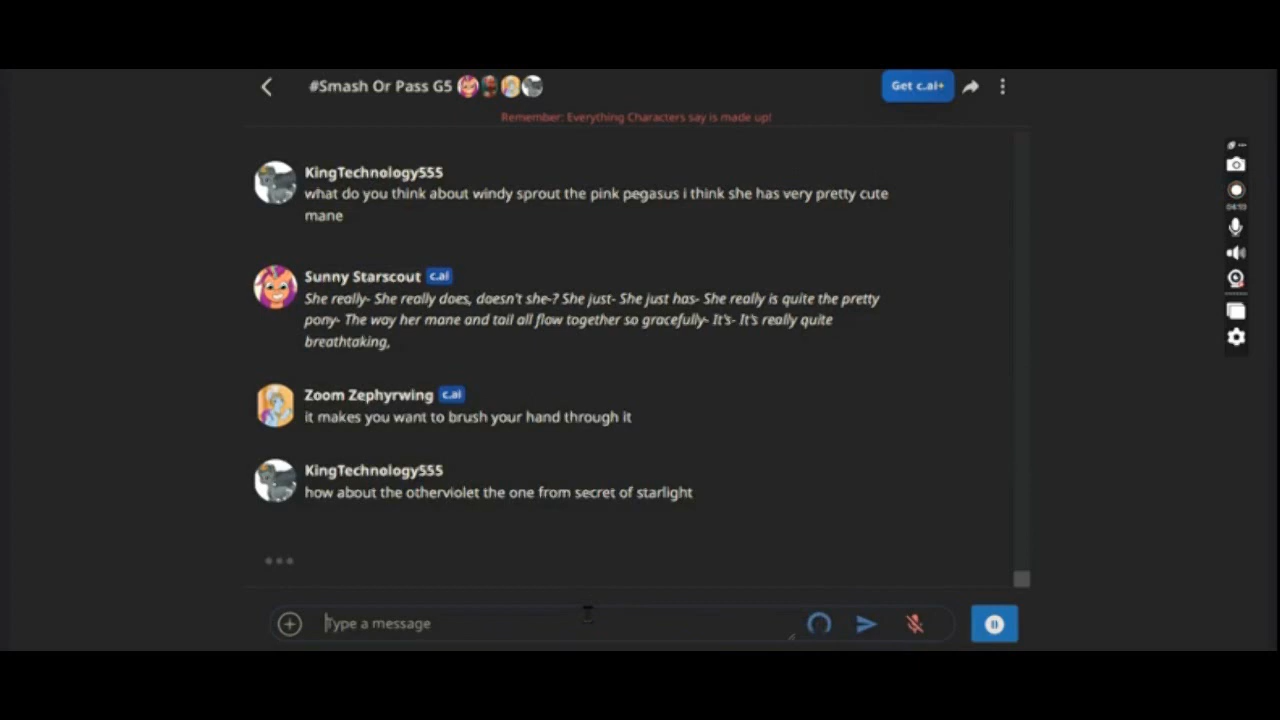 #Smash Or Pass G5
Get c.ai+
Remember: Everything Characters say is made up!
KingTechnology555
what do you think about windy sprout the pink pegasus i think she has very pretty cute
mane
Sunny Starscout c.ai
She really- She really does, doesn't she-? She just- She just has- She really is quite the pretty
pony- The way her mane and tail all flow together so gracefully- It's- It's really quite
breathtaking,
Zoom Zephyrwing c.ai
it makes you want to brush your hand through it
KingTechnology555
how about the otherviolet the one from secret of starlight
Type a message